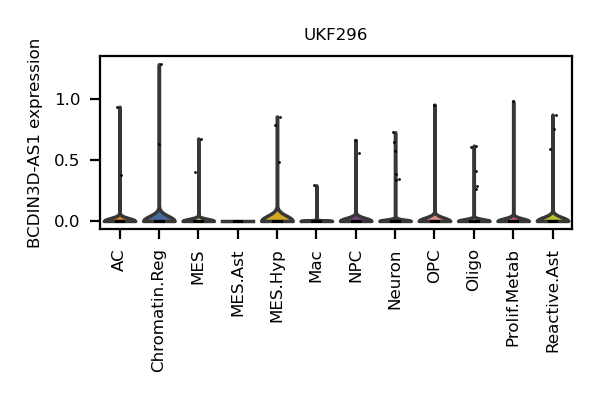 UKF296
BCDIN3D-AS1 expression
1.0
0.5
0.0
AC
Chromatin.Reg
MES
MES.Ast
MES.Hyp
Mac
NPC
Neuron
OPC
Oligo
Prolif.Metab
Reactive.Ast